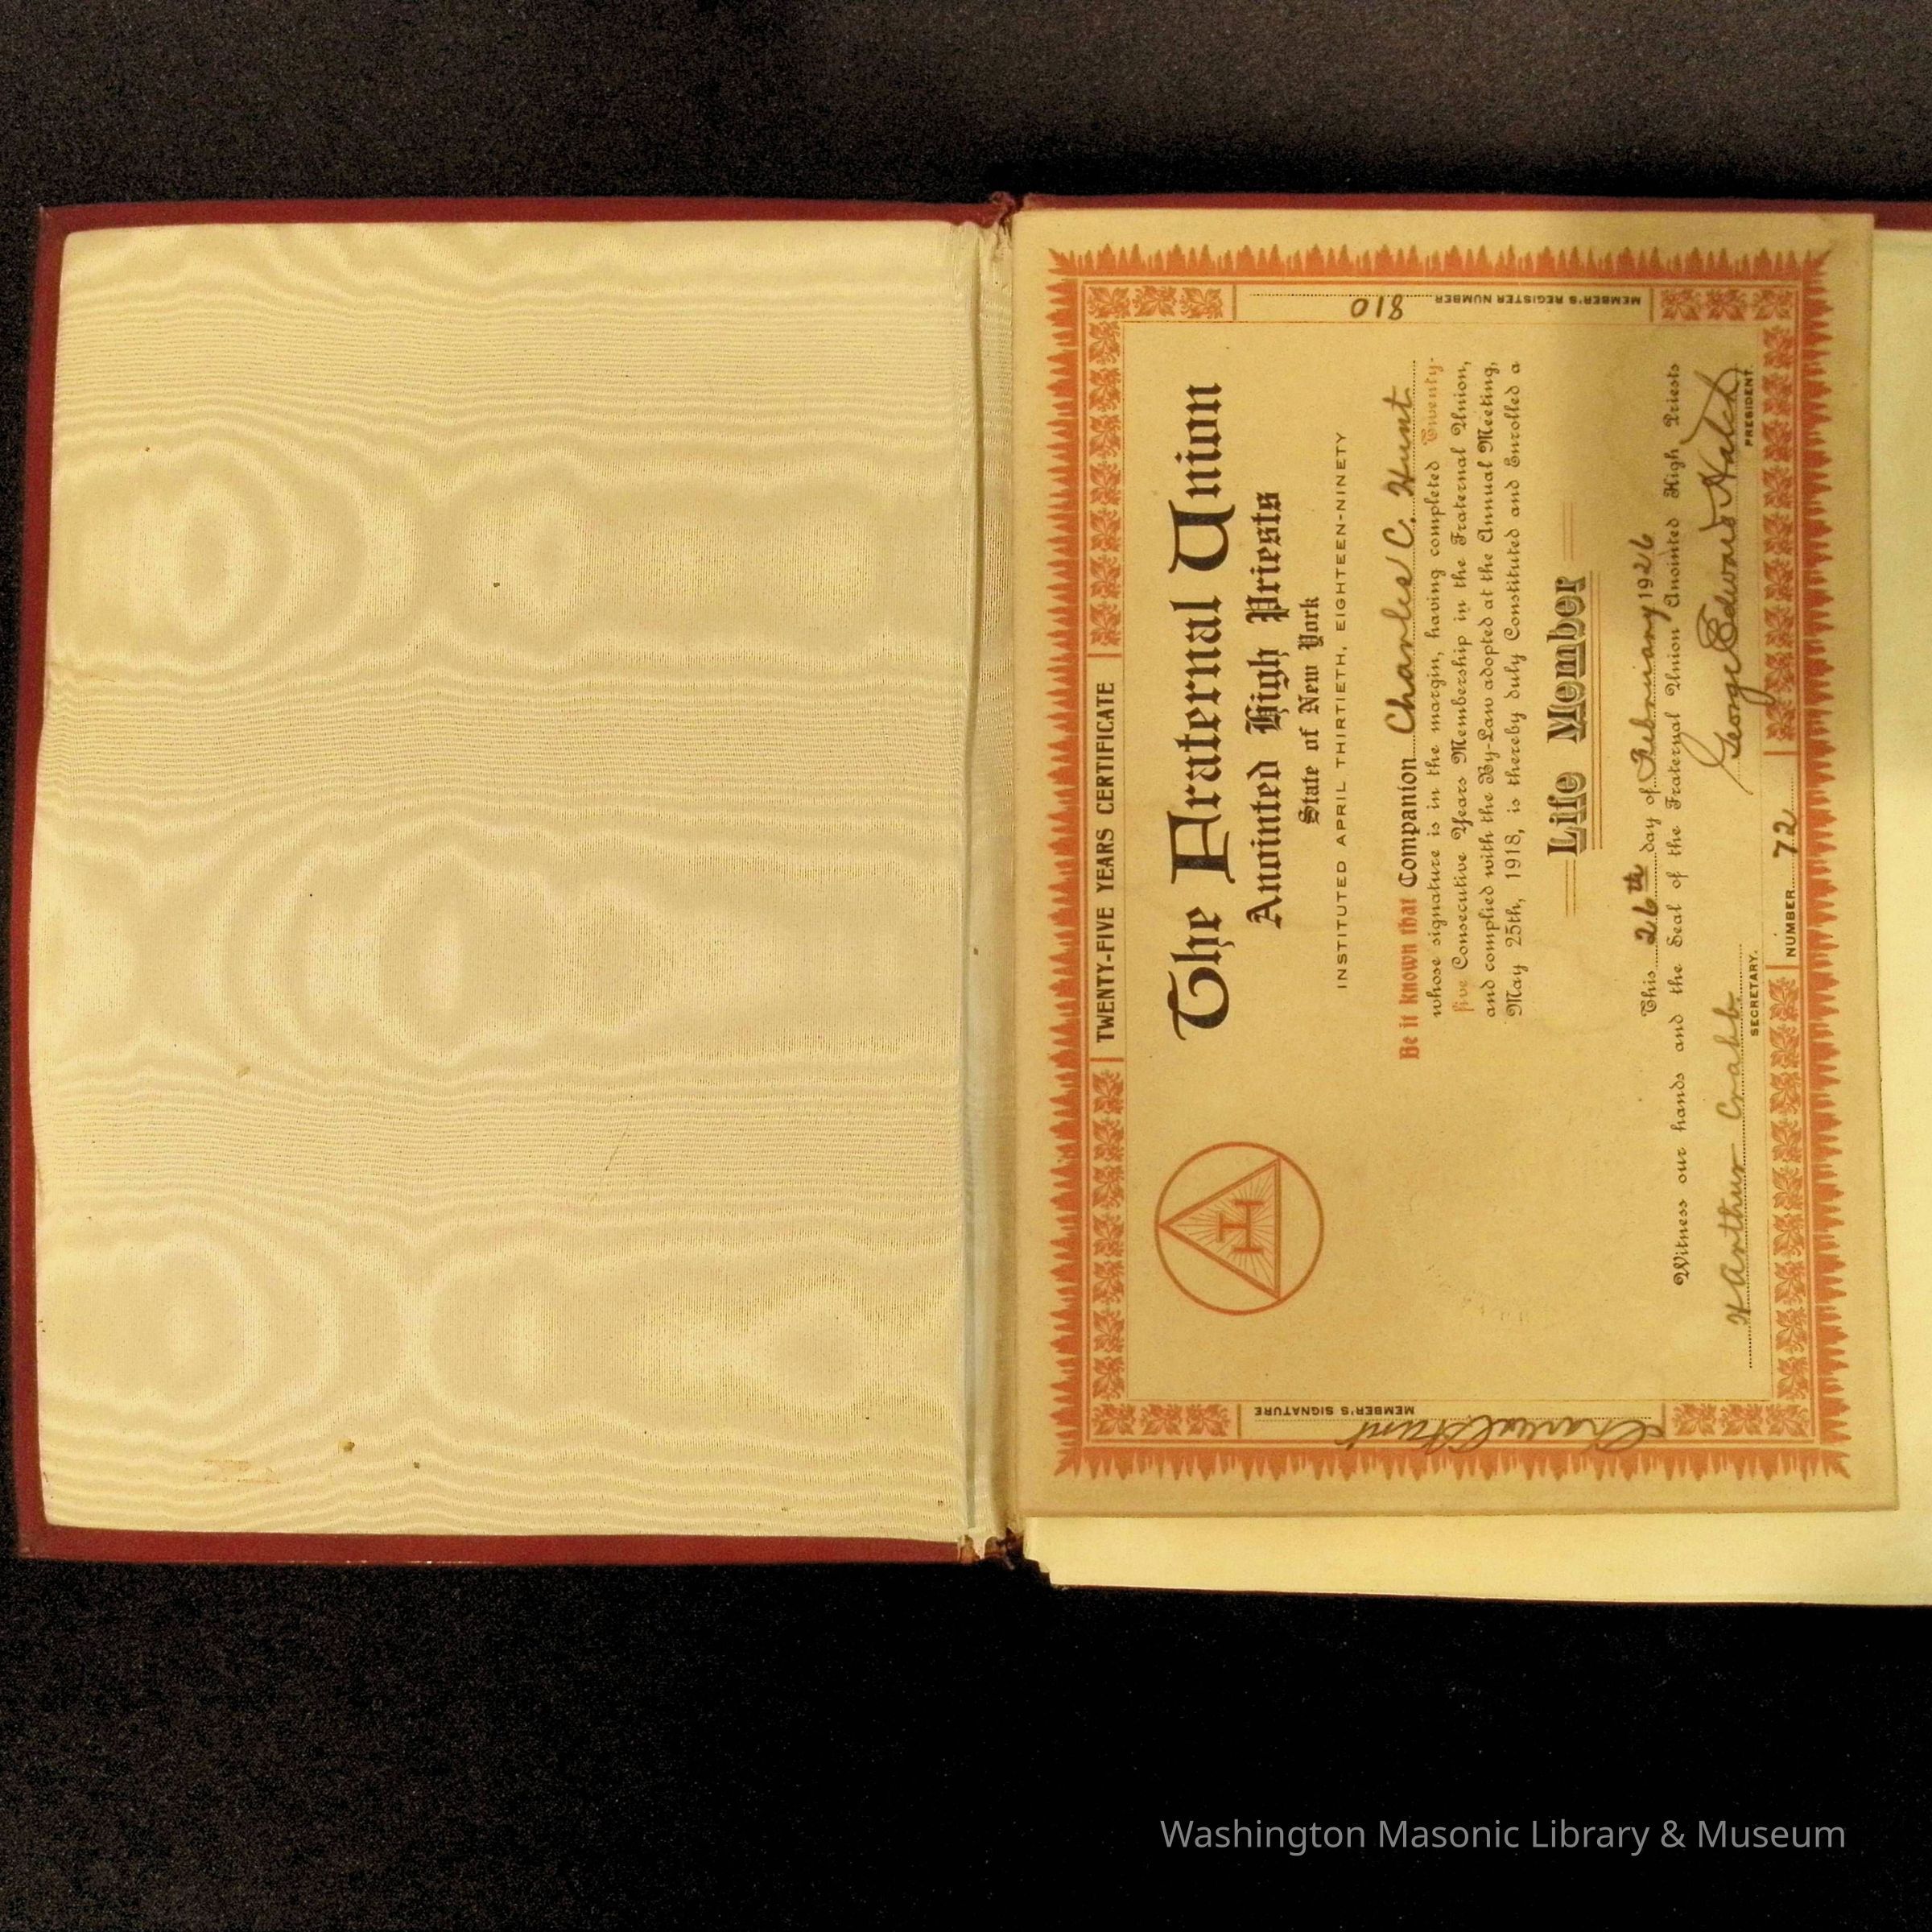 TWENTY-FIVE YEARS CERTIFICATE
The Fraternal Union
Anointed High Priests
State of New York
INSTITUTED APRIL THIRTIETH, EIGHTEEN-NINETY
Be it known that Companion Charles C. Hunt
whose signature is in the margin, having completed Twenty-
five Consecutive Years Membership in the Fraternal Union,
and complied with the By-Law adopted at the Annual Meeting,
May 25th, 1918, is thereby duly Constituted and Enrolled a
Life Member
This 26th day of February 1926
Witness our hands and the Seal of the Fraternal Union Anointed High Priests
H Arthur Crabb. George Edward Hatch
SECRETARY. PRESIDENT.
NUMBER 72
MEMBER'S SIGNATURE
Charles C Hunt
MEMBER'S REGISTER NUMBER 810
H
T
Washington Masonic Library & Museum